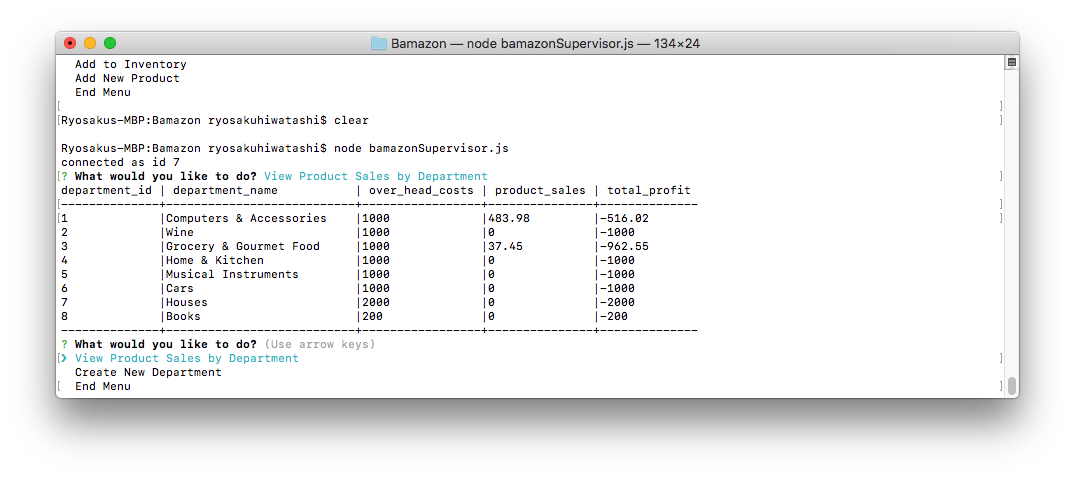 Bamazon — node bamazonSupervisor.js — 134×24
Add to Inventory
Add New Product
End Menu
[ ]
[Ryosakus-MBP:Bamazon ryosakuhiwatashi$ clear ]
Ryosakus-MBP:Bamazon ryosakuhiwatashi$ node bamazonSupervisor.js
connected as id 7
[? What would you like to do? View Product Sales by Department ]
department_id | department_name | over_head_costs | product_sales | total_profit
[--------------+---------------------------+-----------------+---------------+-------------- ]
[1 |Computers & Accessories |1000 |483.98 |-516.02 ]
2 |Wine |1000 |0 |-1000
3 |Grocery & Gourmet Food |1000 |37.45 |-962.55
4 |Home & Kitchen |1000 |0 |-1000
5 |Musical Instruments |1000 |0 |-1000
6 |Cars |1000 |0 |-1000
7 |Houses |2000 |0 |-2000
8 |Books |200 |0 |-200
--------------+---------------------------+-----------------+---------------+--------------
? What would you like to do? (Use arrow keys)
[❯ View Product Sales by Department ]
Create New Department
[ End Menu ]